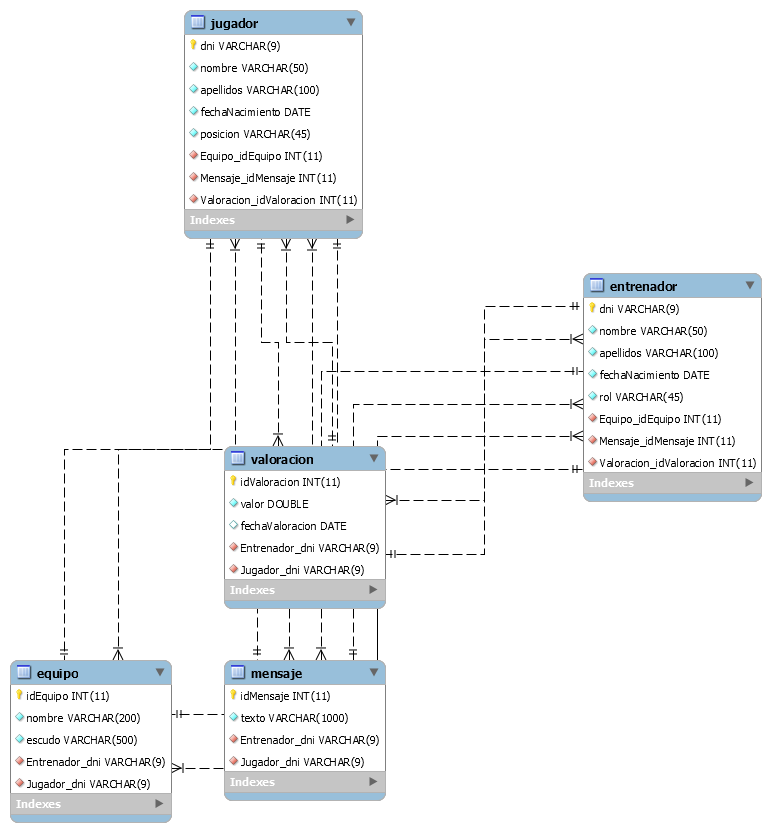 jugador
dni VARCHAR(9)
nombre VARCHAR(50)
apellidos VARCHAR(100)
fechaNacimiento DATE
posicion VARCHAR(45)
Equipo_idEquipo INT(11)
Mensaje_idMensaje INT(11)
Valoracion_idValoracion INT(11)
Indexes
entrenador
dni VARCHAR(9)
nombre VARCHAR(50)
apellidos VARCHAR(100)
fechaNacimiento DATE
rol VARCHAR(45)
Equipo_idEquipo INT(11)
Mensaje_idMensaje INT(11)
Valoracion_idValoracion INT(11)
Indexes
valoracion
idValoracion INT(11)
valor DOUBLE
fechaValoracion DATE
Entrenador_dni VARCHAR(9)
Jugador_dni VARCHAR(9)
Indexes
equipo
idEquipo INT(11)
nombre VARCHAR(200)
escudo VARCHAR(500)
Entrenador_dni VARCHAR(9)
Jugador_dni VARCHAR(9)
Indexes
mensaje
idMensaje INT(11)
texto VARCHAR(1000)
Entrenador_dni VARCHAR(9)
Jugador_dni VARCHAR(9)
Indexes